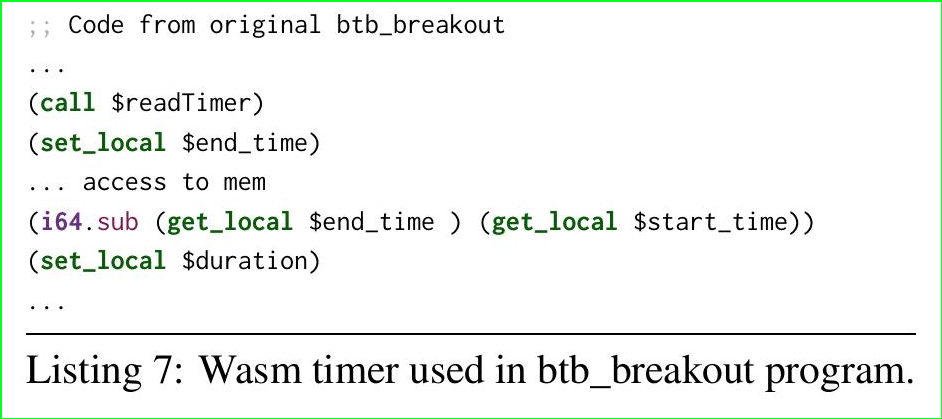 ;; Code from original btb_breakout
...
(call $readTimer)
(set_local $end_time)
... access to mem
(i64.sub (get_local $end_time ) (get_local $start_time))
(set_local $duration)
...
Listing 7: Wasm timer used in btb_breakout program.